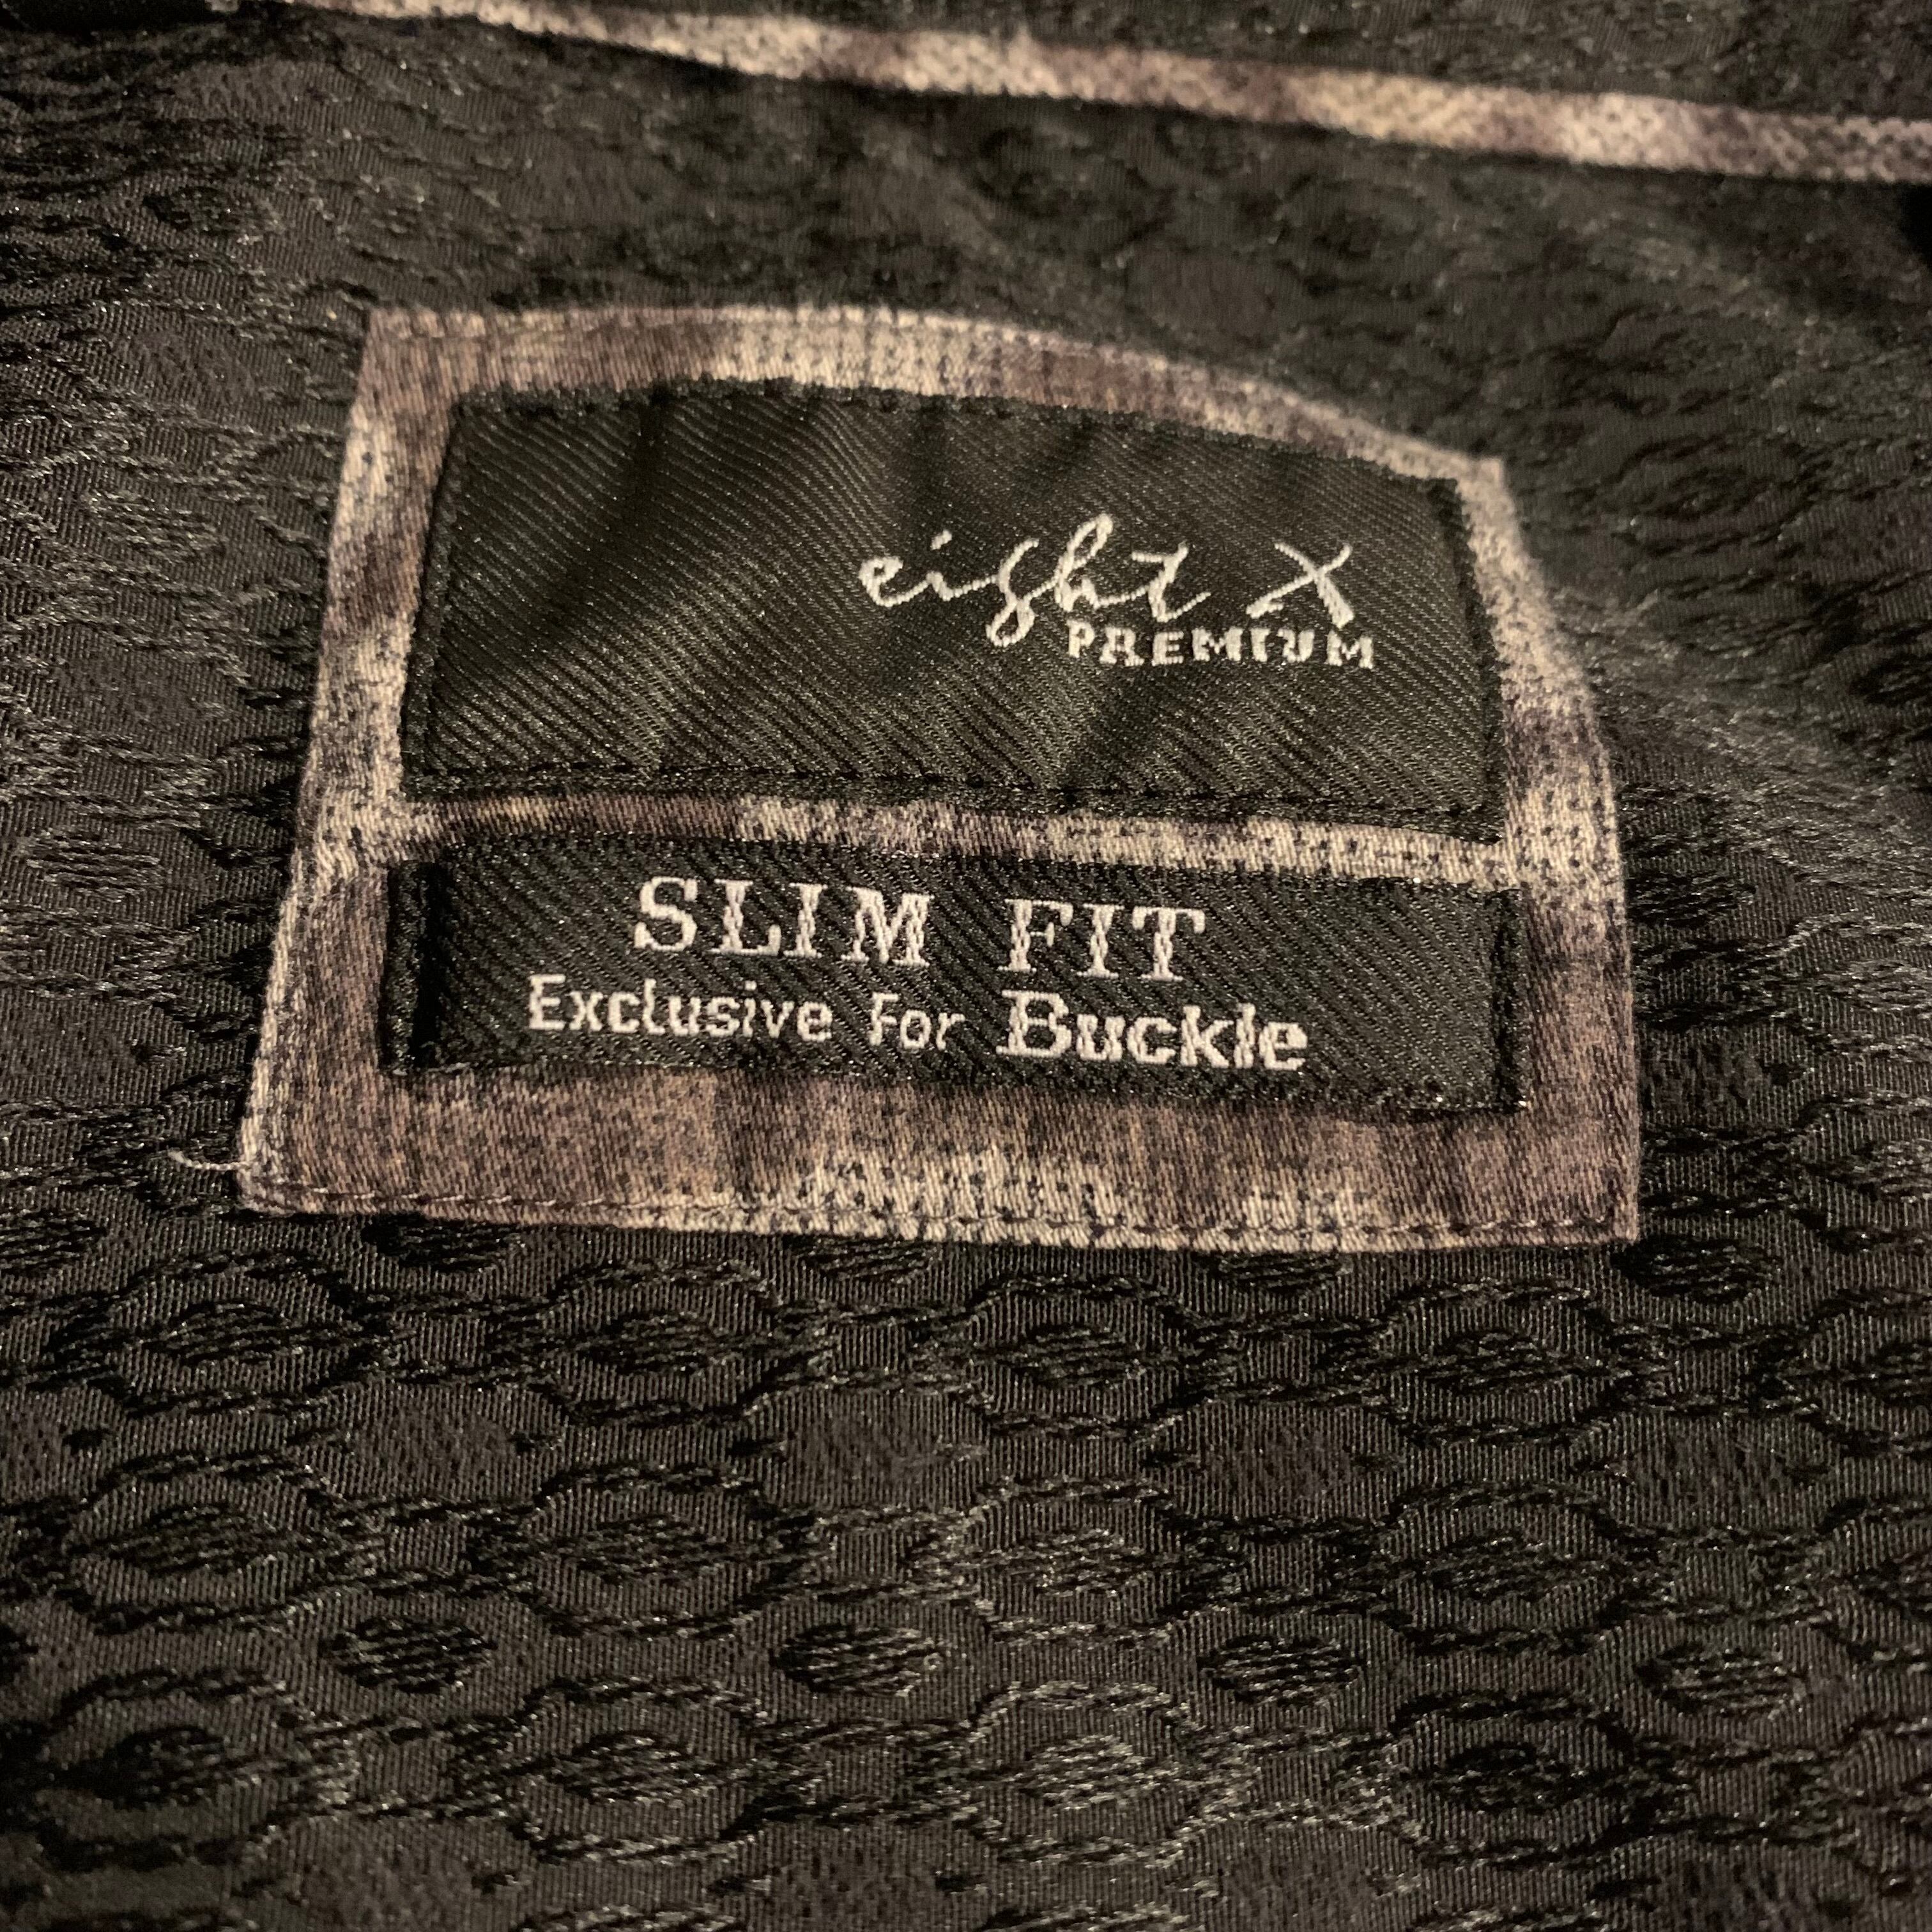 eight X
PREMIUM
SLIM FIT
Exclusive For Buckle